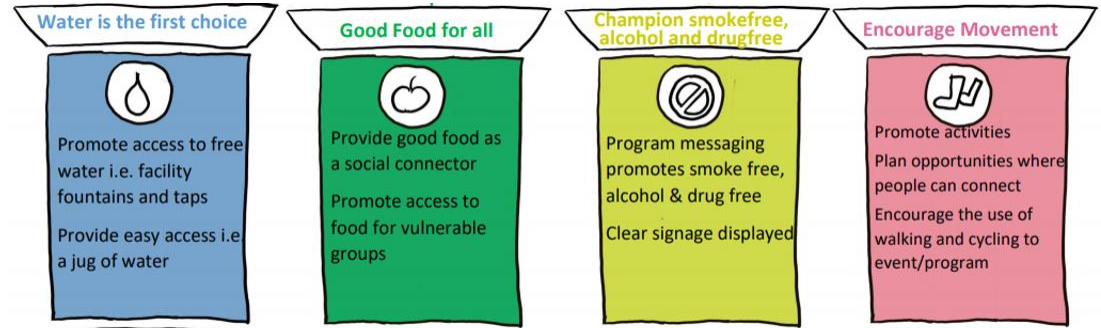 Water is the first choice
Promote access to free
water i.e. facility
fountains and taps
Provide easy access i.e.
a jug of water
Good Food for all
Provide good food as
a social connector
Promote access to
food for vulnerable
groups
Champion smokefree,
alcohol and drugfree
Program messaging
promotes smoke free,
alcohol & drug free
Clear signage displayed
Encourage Movement
Promote activities
Plan opportunities where
people can connect
Encourage the use of
walking and cycling to
event/program